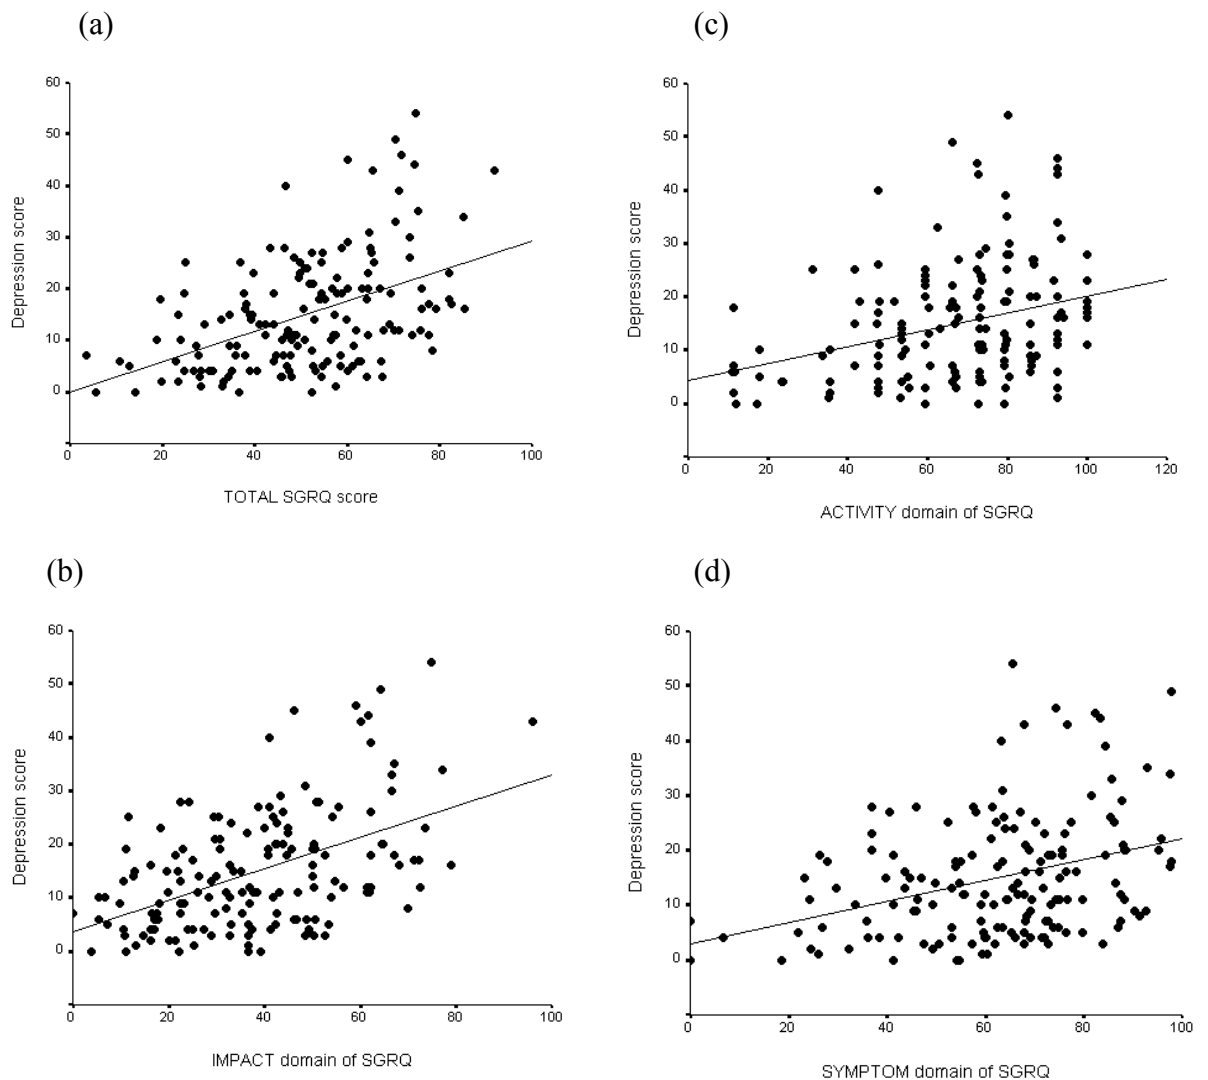 (a)
60
50
40
30
20
10
0
Depression score
0 20 40 60 80 100
TOTAL SGRQ score
(c)
60
50
40
30
20
10
0
Depression score
0 20 40 60 80 100 120
ACTIVITY domain of SGRQ
(b)
60
50
40
30
20
10
0
Depression score
0 20 40 60 80 100
IMPACT domain of SGRQ
(d)
60
50
40
30
20
10
0
Depression score
0 20 40 60 80 100
SYMPTOM domain of SGRQ